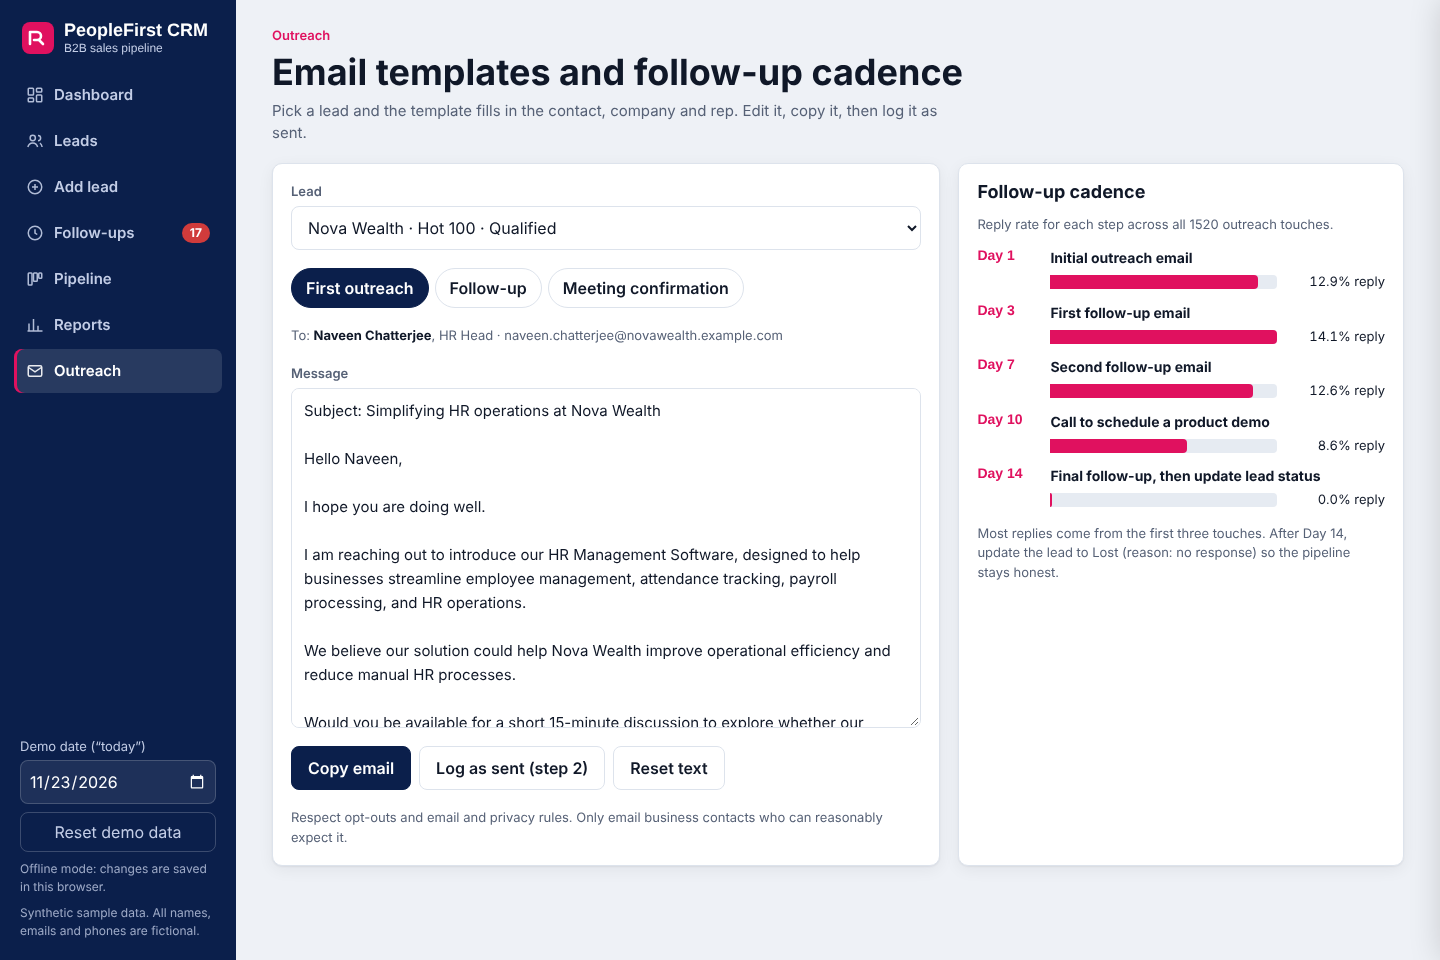 PeopleFirst CRM
B2B sales pipeline
Dashboard
Leads
Add lead
Follow-ups
17
Pipeline
Reports
Outreach
Demo date (“today”)
11/23/2026
Reset demo data
Offline mode: changes are saved
in this browser.
Synthetic sample data. All names,
emails and phones are fictional.
Outreach
Email templates and follow-up cadence
Pick a lead and the template fills in the contact, company and rep. Edit it, copy it, then log it as
sent.
Lead
Nova Wealth · Hot 100 · Qualified
First outreach
Follow-up
Meeting confirmation
To: Naveen Chatterjee, HR Head · naveen.chatterjee@novawealth.example.com
Message
Subject: Simplifying HR operations at Nova Wealth
Hello Naveen,
I hope you are doing well.
I am reaching out to introduce our HR Management Software, designed to help
businesses streamline employee management, attendance tracking, payroll
processing, and HR operations.
We believe our solution could help Nova Wealth improve operational efficiency and
reduce manual HR processes.
Would you be available for a short 15-minute discussion to explore whether our
Copy email
Log as sent (step 2)
Reset text
Respect opt-outs and email and privacy rules. Only email business contacts who can reasonably
expect it.
Follow-up cadence
Reply rate for each step across all 1520 outreach touches.
Day 1
Initial outreach email
12.9% reply
Day 3
First follow-up email
14.1% reply
Day 7
Second follow-up email
12.6% reply
Day 10
Call to schedule a product demo
8.6% reply
Day 14
Final follow-up, then update lead status
0.0% reply
Most replies come from the first three touches. After Day 14,
update the lead to Lost (reason: no response) so the pipeline
stays honest.